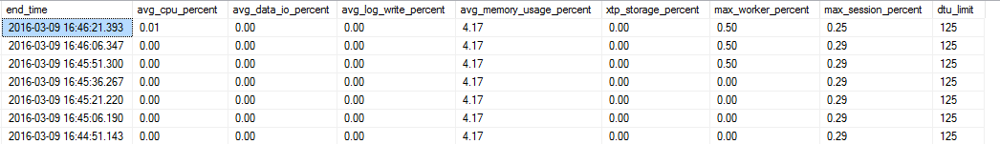 end_time avg_cpu_percent avg_data_io_percent avg_log_write_percent avg_memory_usage_percent xtp_storage_percent max_worker_percent max_session_percent dtu_limit
2016-03-09 16:46:21.393 0.01 0.00 0.00 4.17 0.00 0.50 0.25 125
2016-03-09 16:46:06.347 0.00 0.00 0.00 4.17 0.00 0.50 0.29 125
2016-03-09 16:45:51.300 0.00 0.00 0.00 4.17 0.00 0.50 0.29 125
2016-03-09 16:45:36.267 0.00 0.00 0.00 4.17 0.00 0.00 0.29 125
2016-03-09 16:45:21.220 0.00 0.00 0.00 4.17 0.00 0.00 0.29 125
2016-03-09 16:45:06.190 0.00 0.00 0.00 4.17 0.00 0.00 0.29 125
2016-03-09 16:44:51.143 0.00 0.00 0.00 4.17 0.00 0.00 0.29 125